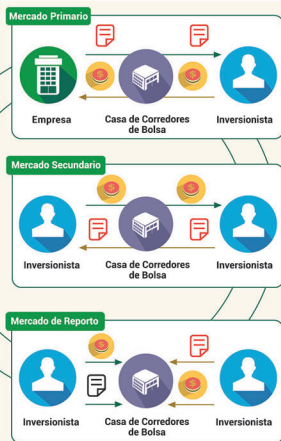 Mercado Primario
Empresa
Casa de Corredores
de Bolsa
Inversionista
Mercado Secundario
Inversionista
Casa de Corredores
de Bolsa
Inversionista
Mercado de Reporto
Inversionista
Casa de Corredores
de Bolsa
Inversionista